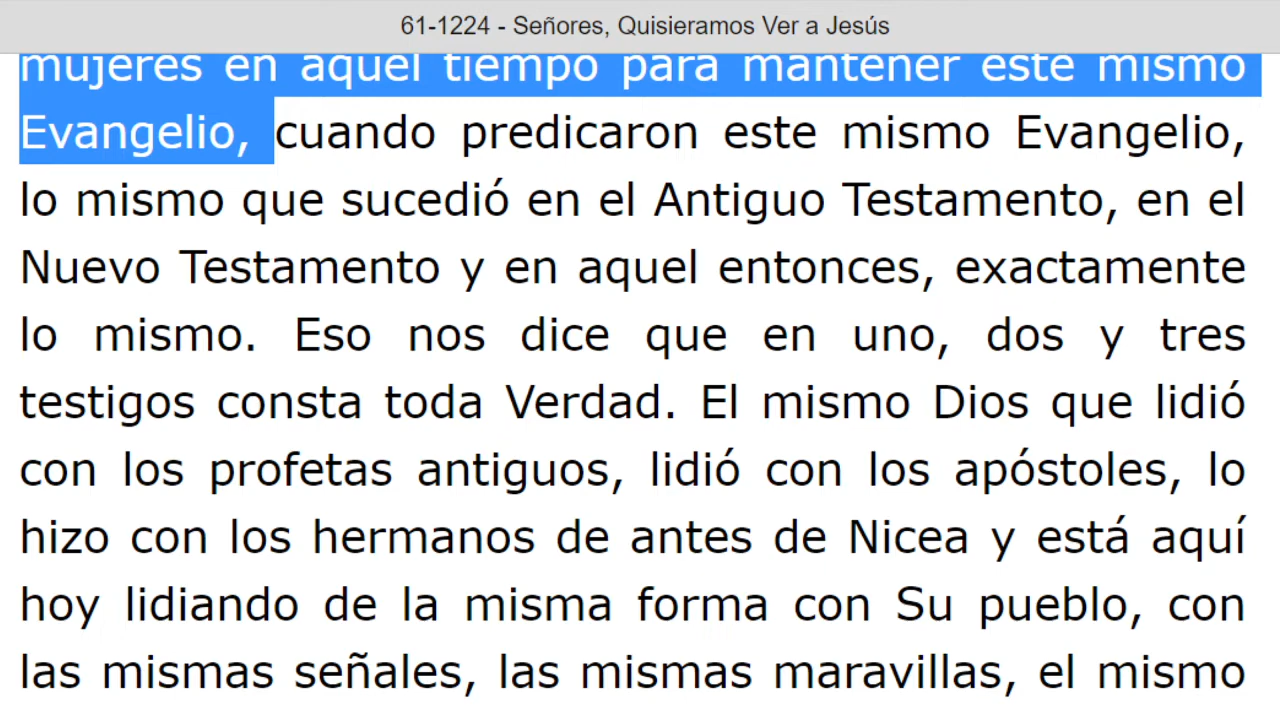 61-1224 - Señores, Quisieramos Ver a Jesús
mujeres en aquel tiempo para mantener este mismo
Evangelio, cuando predicaron este mismo Evangelio,
lo mismo que sucedió en el Antiguo Testamento, en el
Nuevo Testamento y en aquel entonces, exactamente
lo mismo. Eso nos dice que en uno, dos y tres
testigos consta toda Verdad. El mismo Dios que lidió
con los profetas antiguos, lidió con los apóstoles, lo
hizo con los hermanos de antes de Nicea y está aquí
hoy lidiando de la misma forma con Su pueblo, con
las mismas señales, las mismas maravillas, el mismo